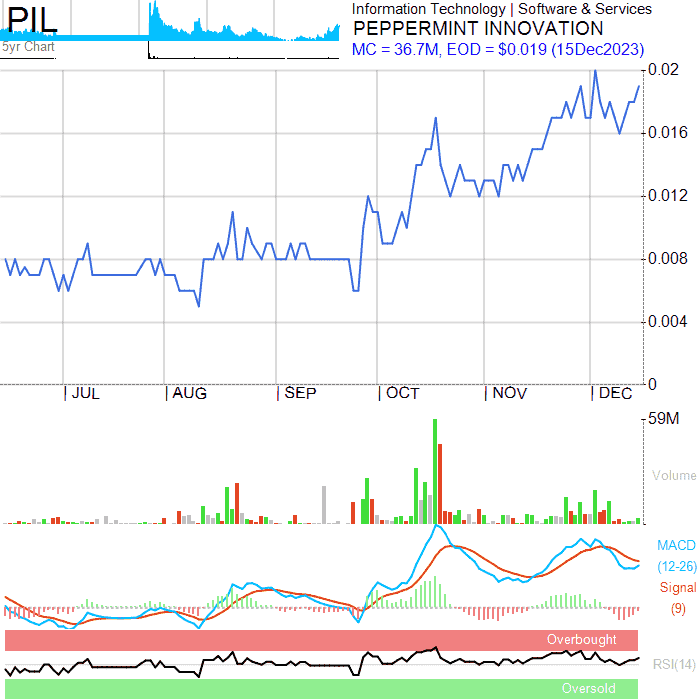 PIL
5yr Chart
Information Technology | Software & Services
PEPPERMINT INNOVATION
MC = 36.7M, EOD = $0.019 (15Dec2023)
0.02
0.016
0.012
0.008
0.004
0
JUL AUG SEP OCT NOV DEC
59M
Volume
MACD
(12-26)
Signal
(9)
Overbought
RSI(14)
Oversold